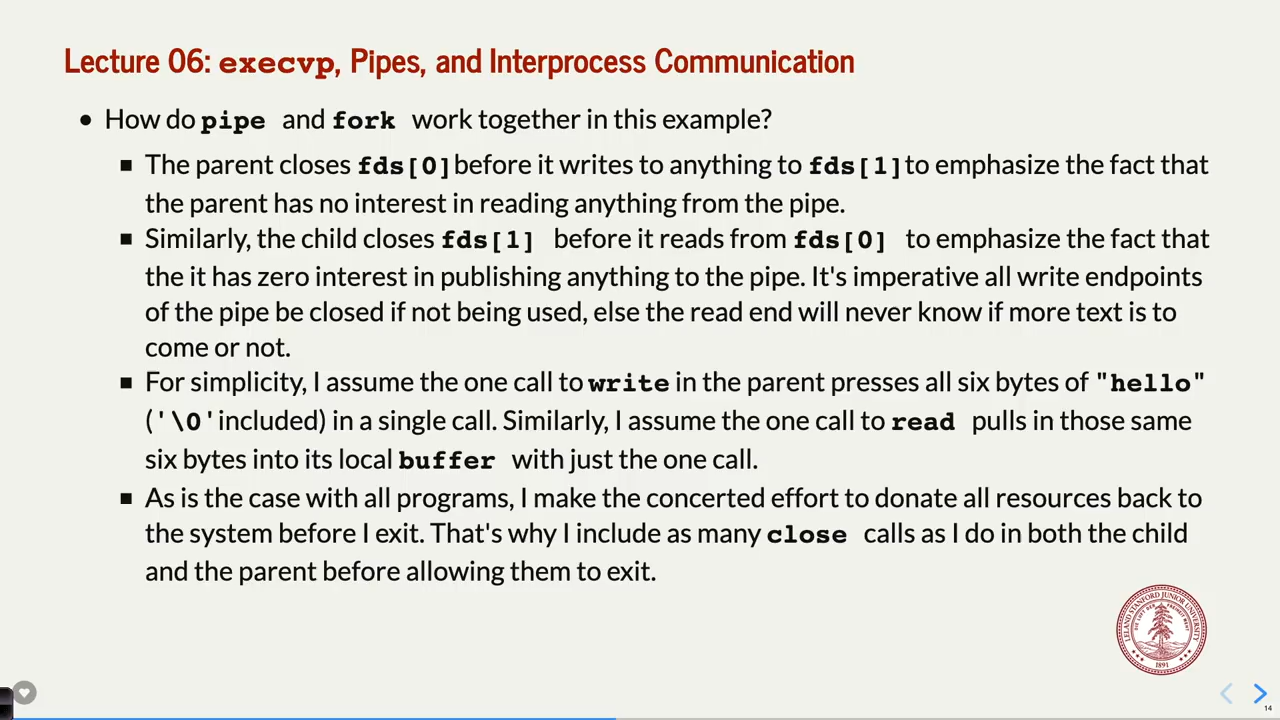 Lecture 06: execvp, Pipes, and Interprocess Communication
• How do pipe and fork work together in this example?
▪ The parent closes fds[0] before it writes to anything to fds[1] to emphasize the fact that
the parent has no interest in reading anything from the pipe.
▪ Similarly, the child closes fds[1] before it reads from fds[0] to emphasize the fact that
the it has zero interest in publishing anything to the pipe. It's imperative all write endpoints
of the pipe be closed if not being used, else the read end will never know if more text is to
come or not.
▪ For simplicity, I assume the one call to write in the parent presses all six bytes of "hello"
('\0' included) in a single call. Similarly, I assume the one call to read pulls in those same
six bytes into its local buffer with just the one call.
▪ As is the case with all programs, I make the concerted effort to donate all resources back to
the system before I exit. That's why I include as many close calls as I do in both the child
and the parent before allowing them to exit.
LELAND STANFORD JUNIOR UNIVERSITY
DIE LUFT DER FREIHEIT WEHT
1891
14